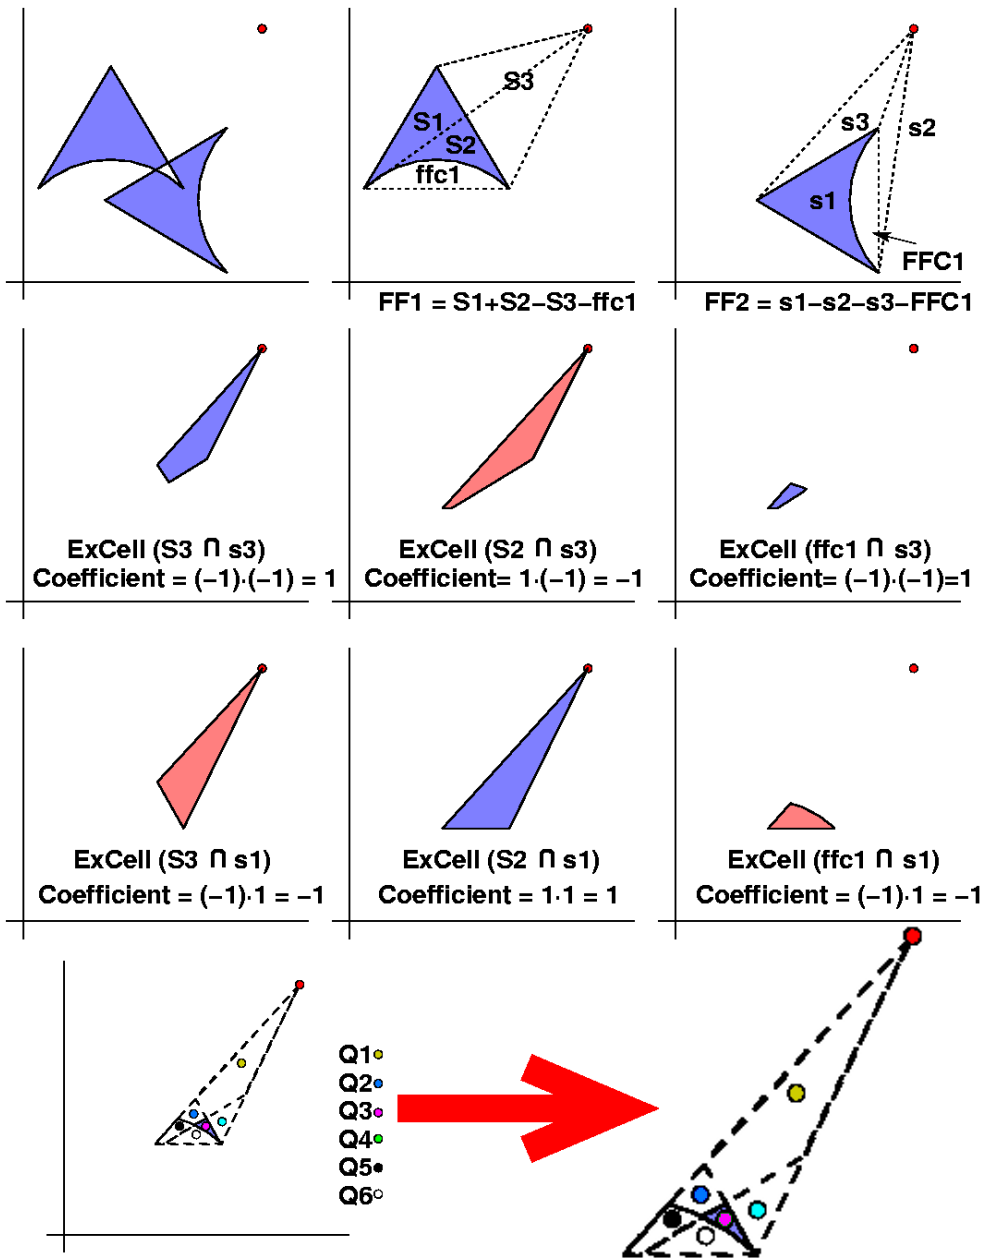 S3
S1
S2
ffc1
s3
s2
s1
FFC1
FF1 = S1+S2−S3−ffc1
FF2 = s1−s2−s3−FFC1
ExCell (S3 ∩ s3)
Coefficient = (−1)·(−1) = 1
ExCell (S2 ∩ s3)
Coefficient= 1·(−1) = −1
ExCell (ffc1 ∩ s3)
Coefficient= (−1)·(−1)=1
ExCell (S3 ∩ s1)
Coefficient = (−1)·1 = −1
ExCell (S2 ∩ s1)
Coefficient = 1·1 = 1
ExCell (ffc1 ∩ s1)
Coefficient = (−1)·1 = −1
Q1
Q2
Q3
Q4
Q5
Q6